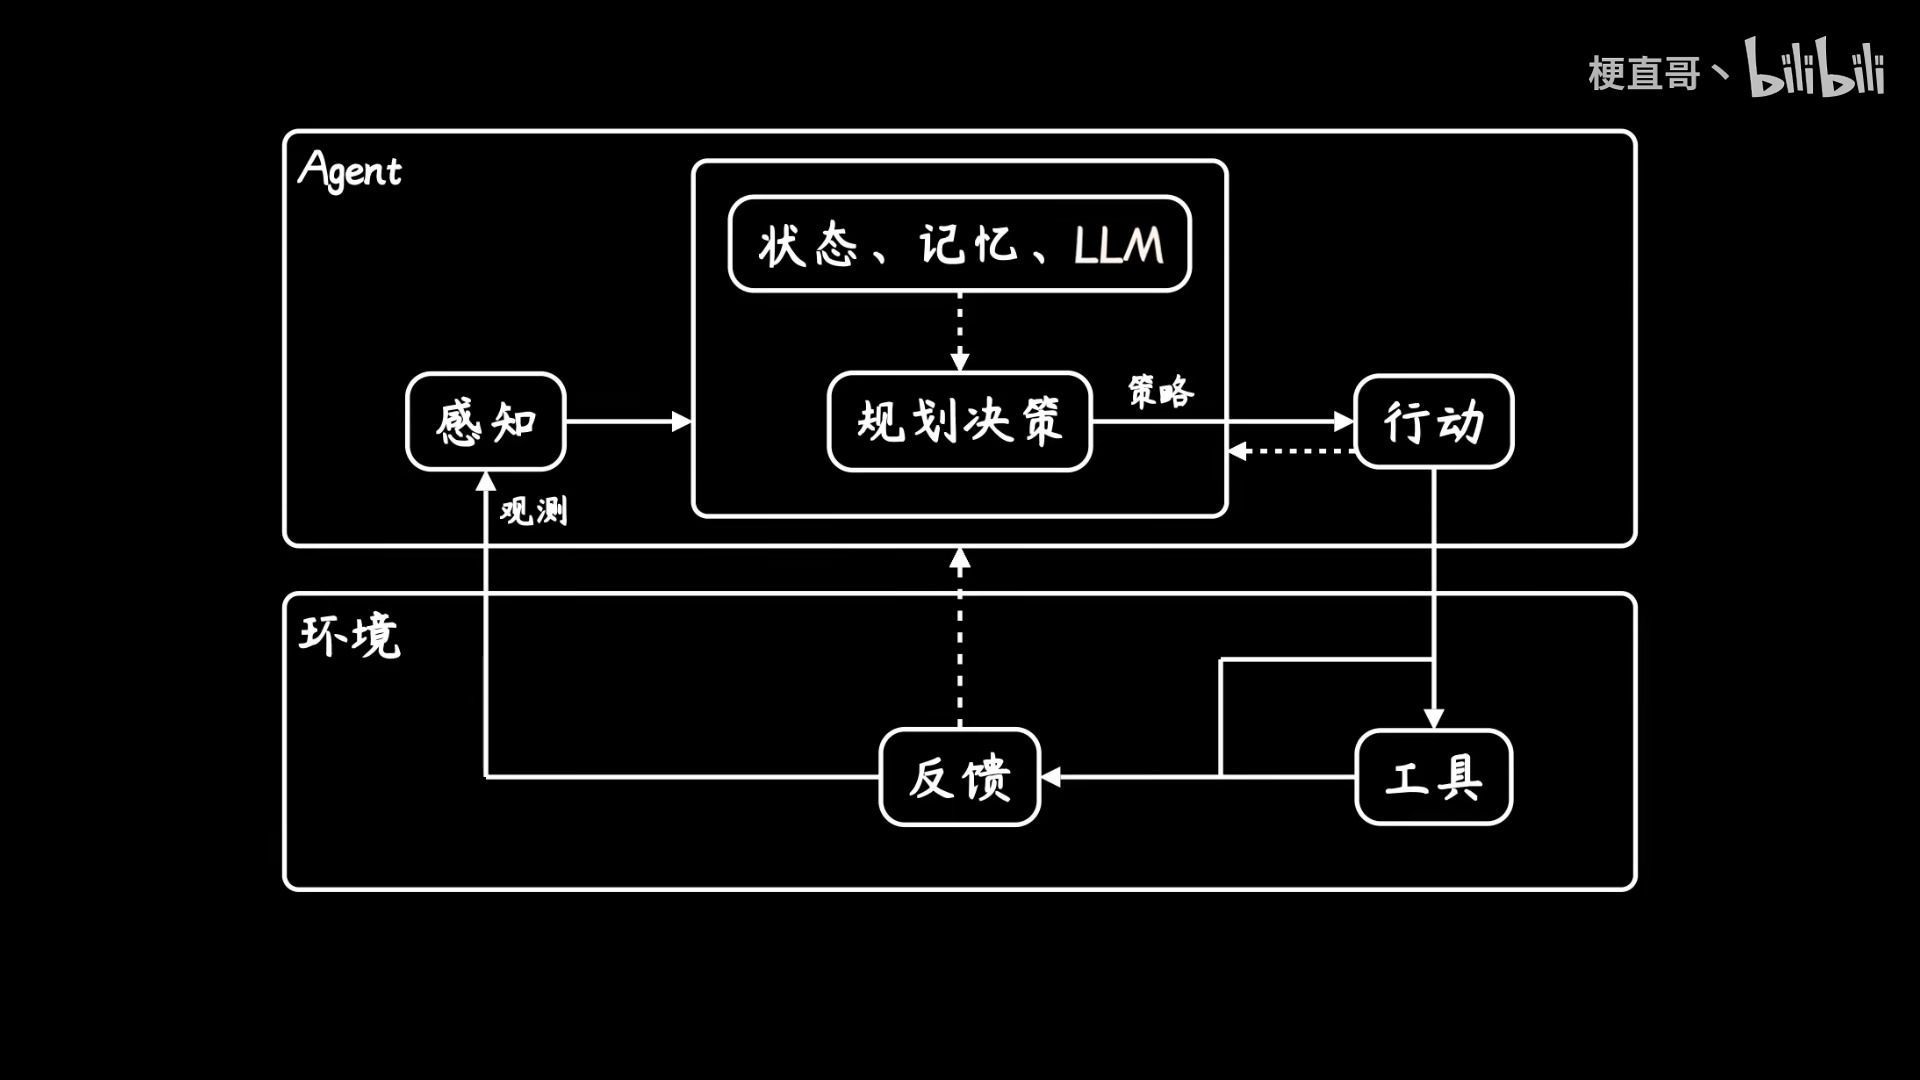 梗直哥丶 bilibili
Agent
状态、记忆、LLM
感知
规划决策
策略
行动
观测
环境
反馈
工具